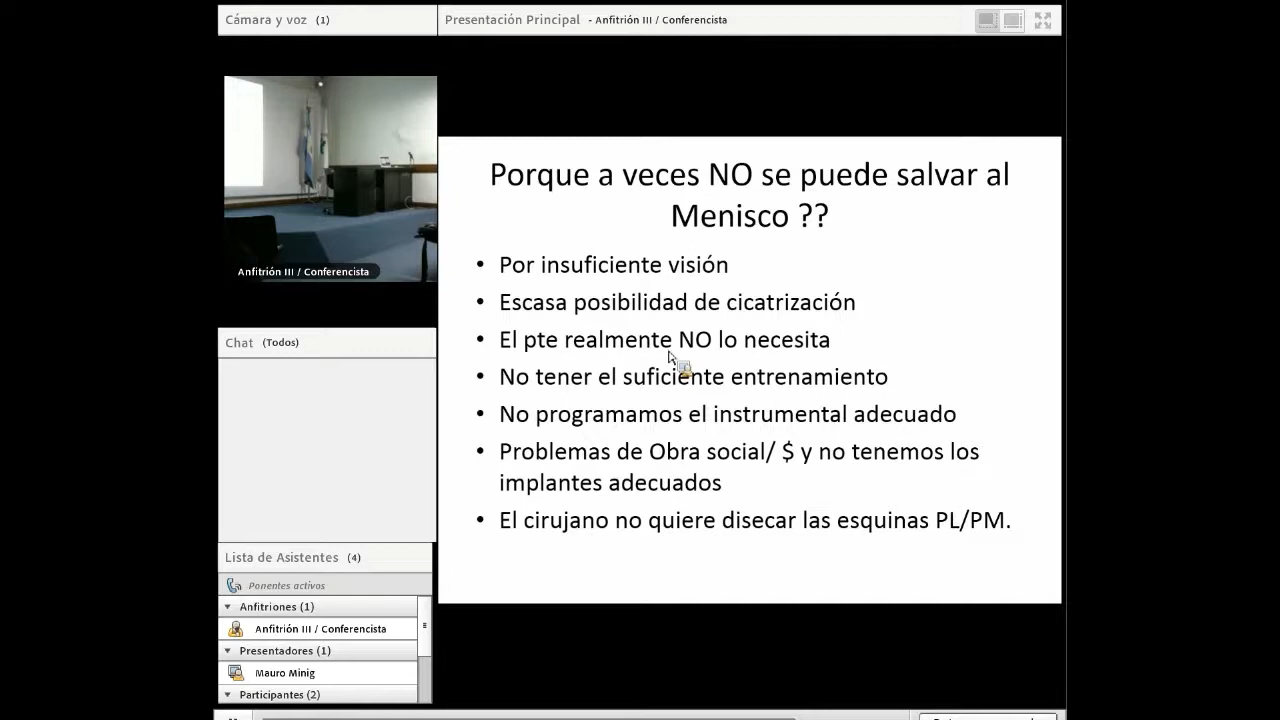 Cámara y voz (1)
Presentación Principal - Anfitrión III / Conferencista
Anfitrión III / Conferencista
Porque a veces NO se puede salvar al
Menisco ??
• Por insuficiente visión
• Escasa posibilidad de cicatrización
• El pte realmente NO lo necesita
• No tener el suficiente entrenamiento
• No programamos el instrumental adecuado
• Problemas de Obra social/ $ y no tenemos los
implantes adecuados
• El cirujano no quiere disecar las esquinas PL/PM.
Chat (Todos)
Lista de Asistentes (4)
Ponentes activos
Anfitriones (1)
Anfitrión III / Conferencista
Presentadores (1)
Mauro Minig
Participantes (2)